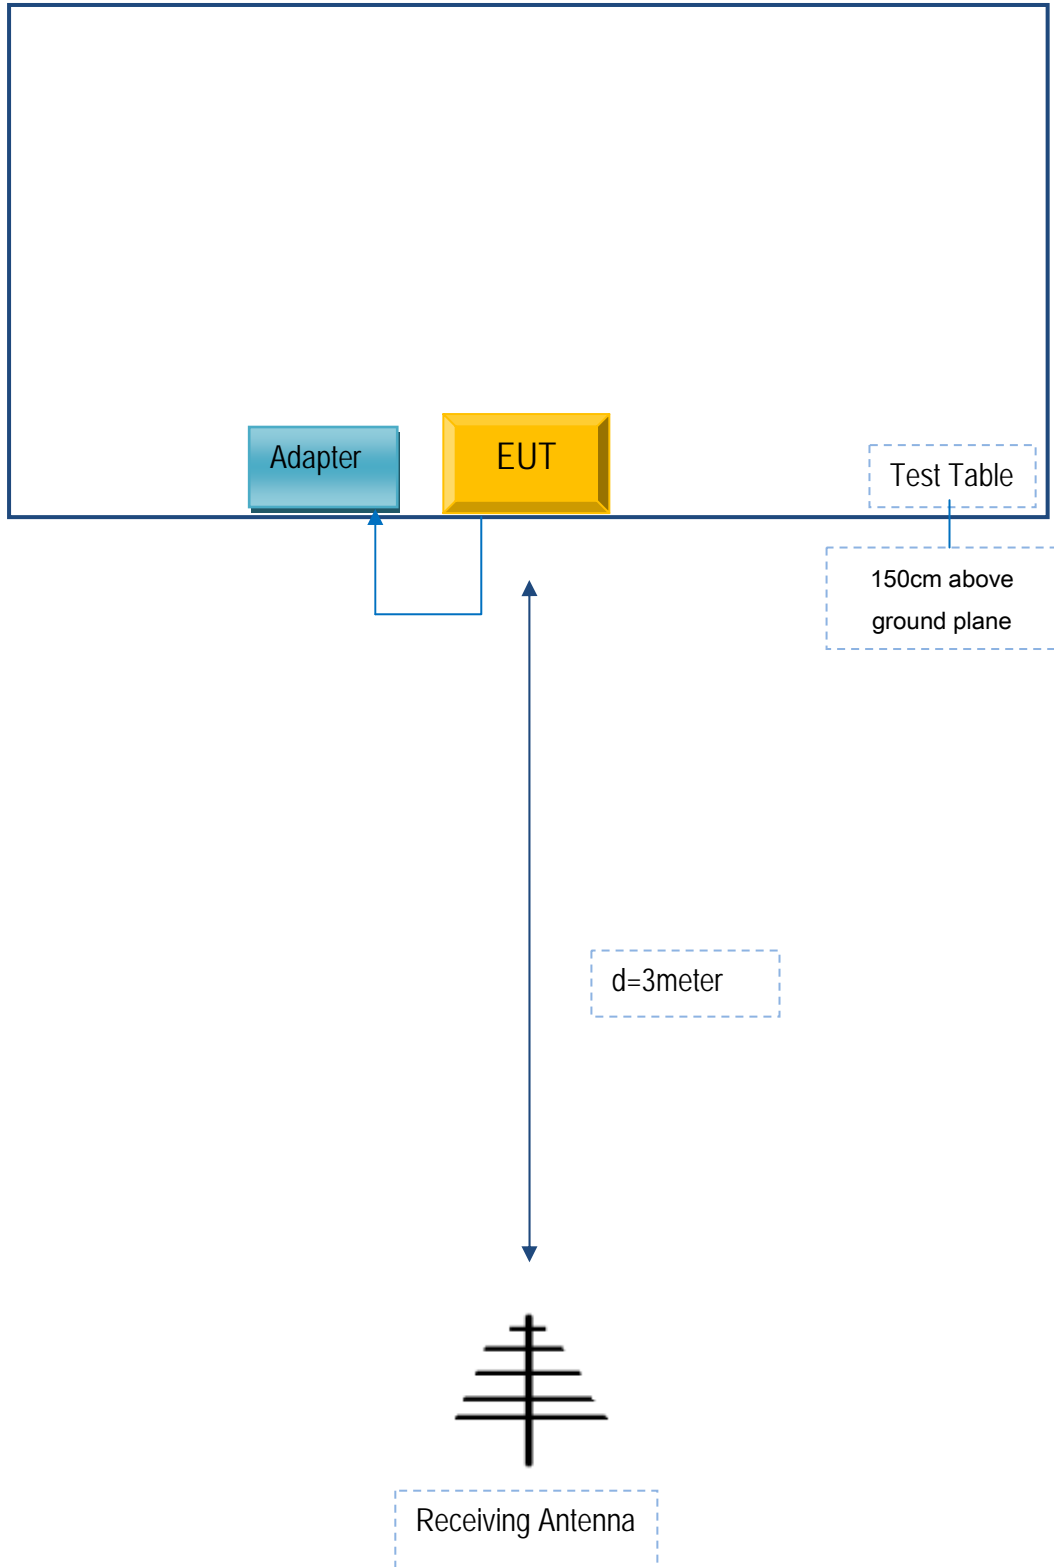 Adapter
EUT
Test Table
150cm above
ground plane
d=3meter
Receiving Antenna